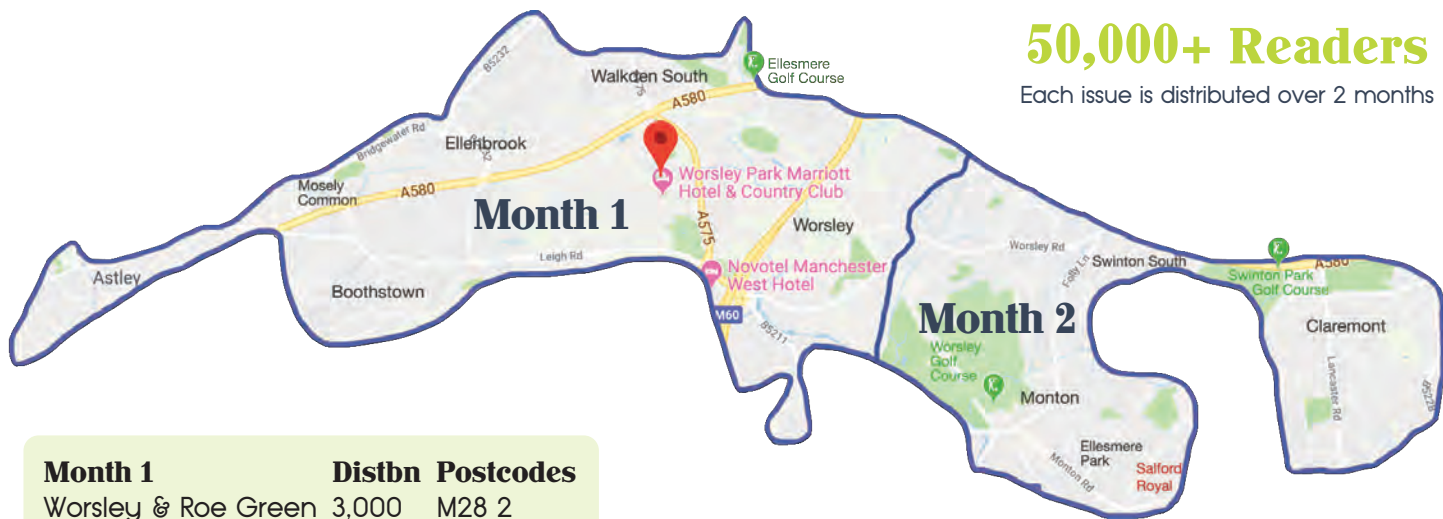 50,000+ Readers
Each issue is distributed over 2 months
B5232
Walkden South
A575
Ellesmere
Golf Course
A580
Bridgewater Rd
Ellenbrook
Mosely
Common
A580
Worsley Park Marriott
Hotel & Country Club
Month 1
A575
Worsley
Leigh Rd
Astley
Boothstown
Novotel Manchester
West Hotel
M60
B5211
Worsley Rd
Folly Ln
Swinton South
A580
Swinton Park
Golf Course
Month 2
Claremont
Worsley
Golf
Course
Monton
Lancaster Rd
B5228
Ellesmere
Park
Monton Rd
Salford
Royal
Month 1 Distbn Postcodes
Worsley & Roe Green 3,000 M28 2